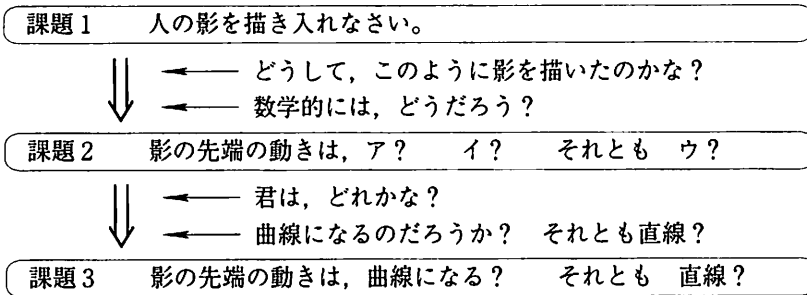 課題1 人の影を描き入れなさい。
どうして,このように影を描いたのかな?
数学的には,どうだろう?
課題2 影の先端の動きは,ア? イ? それとも ウ?
君は,どれかな?
曲線になるのだろうか? それとも直線?
課題3 影の先端の動きは,曲線になる? それとも 直線?